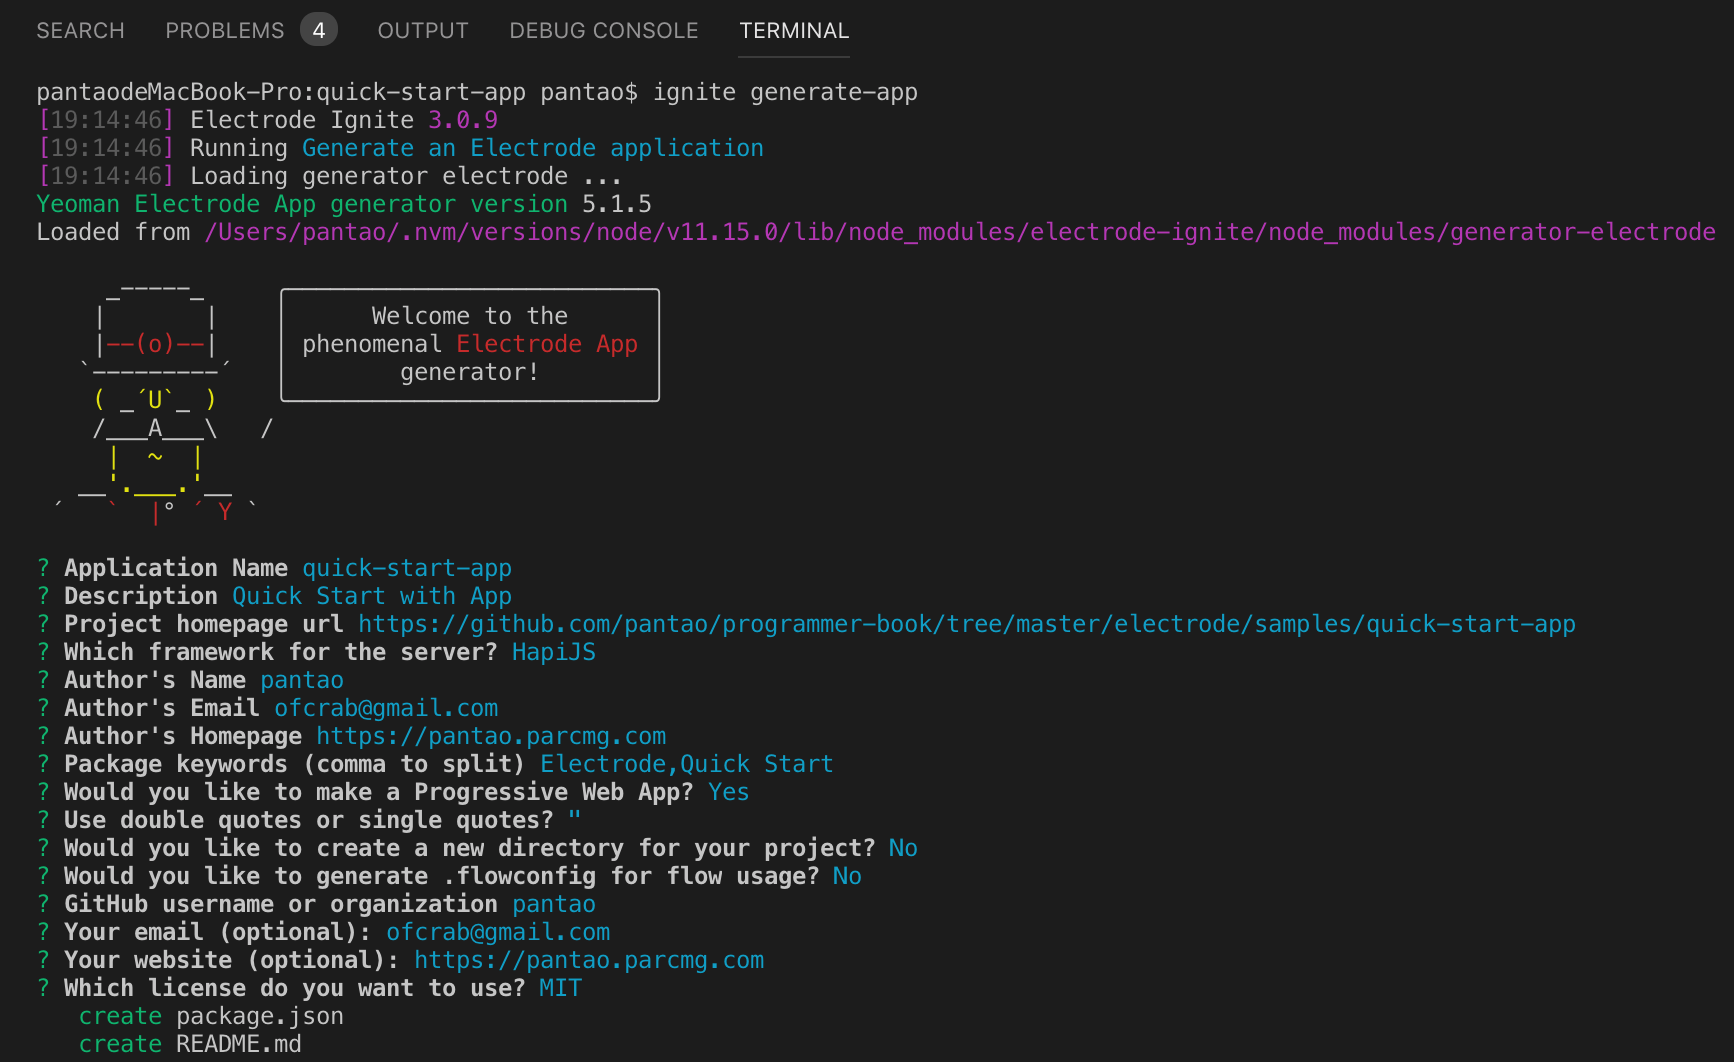 SEARCH PROBLEMS 4 OUTPUT DEBUG CONSOLE TERMINAL
pantaodeMacBook-Pro:quick-start-app pantao$ ignite generate-app
[19:14:46] Electrode Ignite 3.0.9
[19:14:46] Running Generate an Electrode application
[19:14:46] Loading generator electrode ...
Yeoman Electrode App generator version 5.1.5
Loaded from /Users/pantao/.nvm/versions/node/v11.15.0/lib/node_modules/electrode-ignite/node_modules/generator-electrode
     _-----_     ╭──────────────────────────╮
    |       |    │      Welcome to the      │
    |--(o)--|    │ phenomenal Electrode App │
   `---------´   │        generator!        │
    ( _´U`_ )    ╰──────────────────────────╯
    /___A___\   /
     |  ~  |
   __'.___.'__
 ´   `  |° ´ Y `
? Application Name quick-start-app
? Description Quick Start with App
? Project homepage url https://github.com/pantao/programmer-book/tree/master/electrode/samples/quick-start-app
? Which framework for the server? HapiJS
? Author's Name pantao
? Author's Email ofcrab@gmail.com
? Author's Homepage https://pantao.parcmg.com
? Package keywords (comma to split) Electrode,Quick Start
? Would you like to make a Progressive Web App? Yes
? Use double quotes or single quotes? "
? Would you like to create a new directory for your project? No
? Would you like to generate .flowconfig for flow usage? No
? GitHub username or organization pantao
? Your email (optional): ofcrab@gmail.com
? Your website (optional): https://pantao.parcmg.com
? Which license do you want to use? MIT
   create package.json
   create README.md